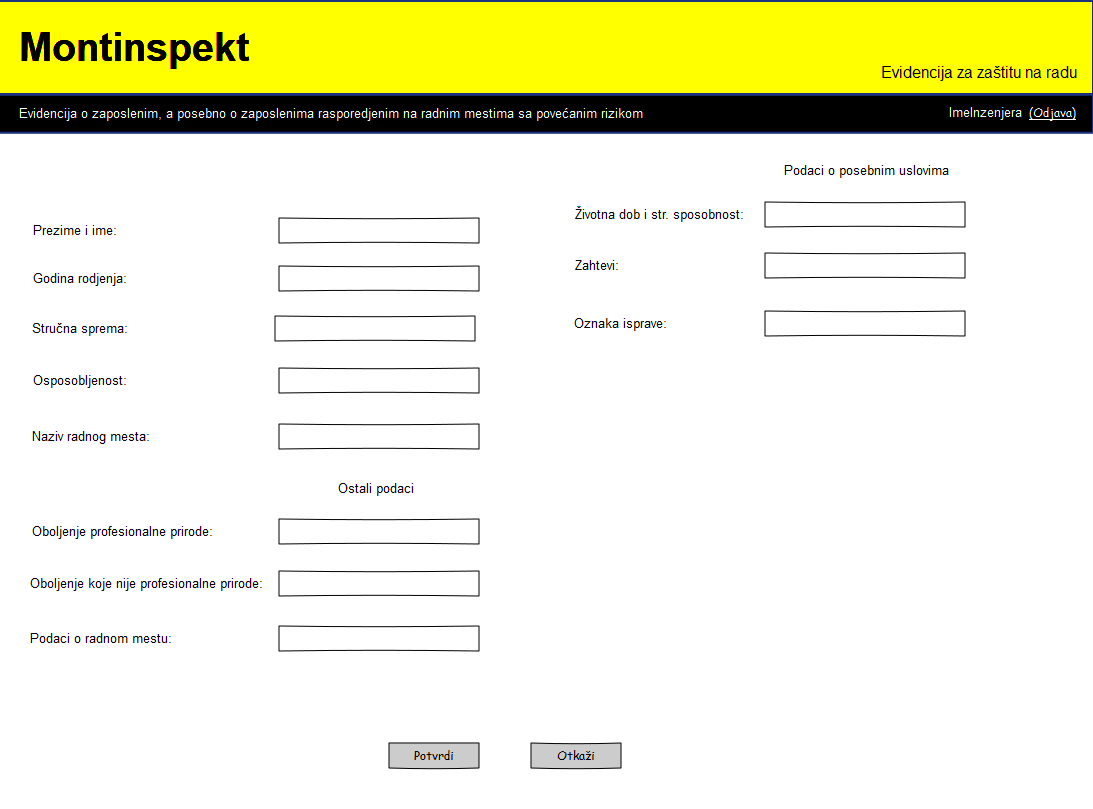 Montinspekt
Evidencija za zaštitu na radu
Evidencija o zaposlenim, a posebno o zaposlenima rasporedjenim na radnim mestima sa povećanim rizikom
ImeInzenjera (Odjava)
Prezime i ime:
Godina rodjenja:
Stručna sprema:
Osposobljenost:
Naziv radnog mesta:
Ostali podaci
Oboljenje profesionalne prirode:
Oboljenje koje nije profesionalne prirode:
Podaci o radnom mestu:
Podaci o posebnim uslovima
Životna dob i str. sposobnost:
Zahtevi:
Oznaka isprave:
Potvrdi
Otkaži